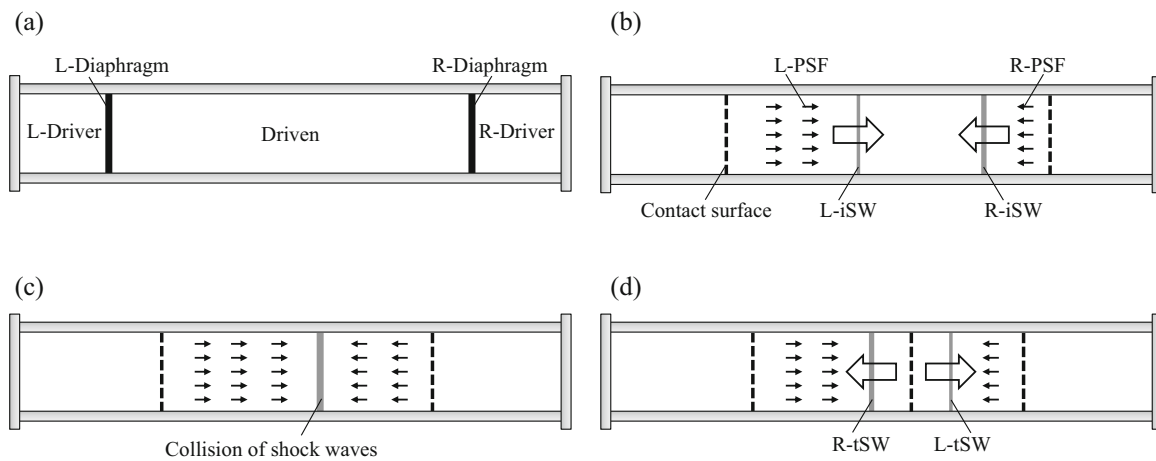 (a)
L-Diaphragm
R-Diaphragm
L-Driver
Driven
R-Driver
(b)
L-PSF
R-PSF
Contact surface
L-iSW
R-iSW
(c)
Collision of shock waves
(d)
R-tSW
L-tSW